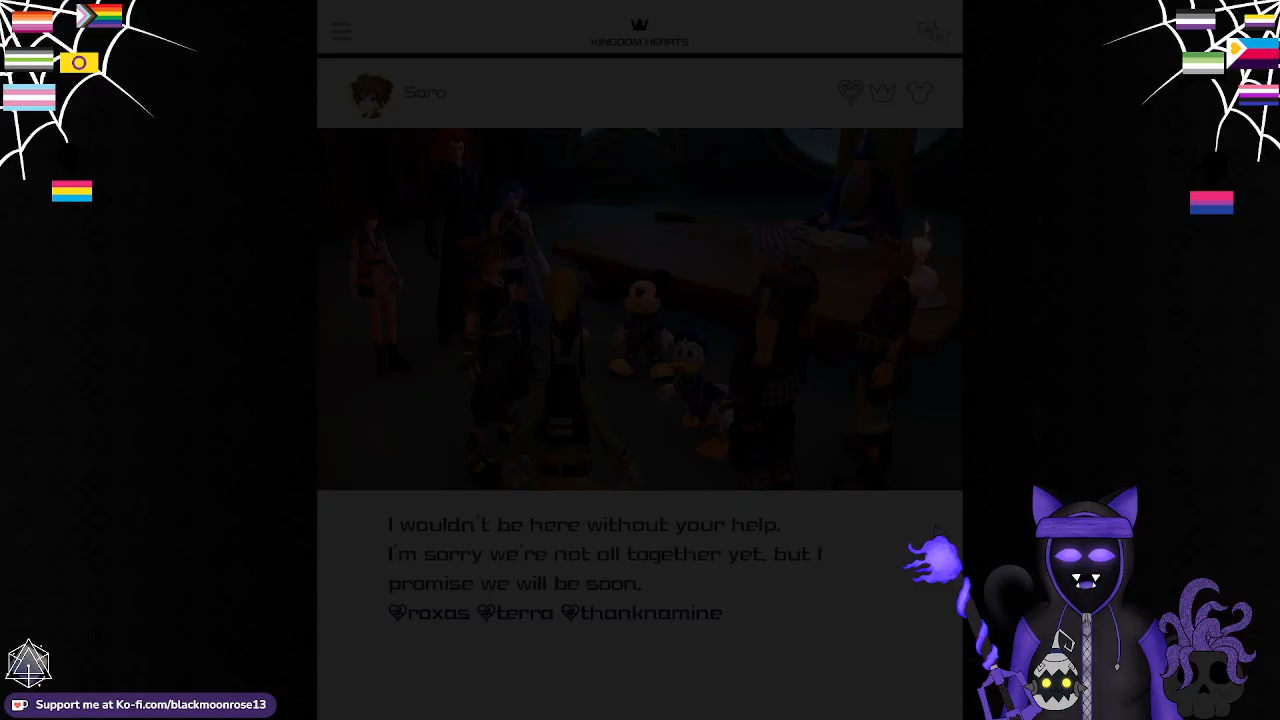 KINGDOM HEARTS
Sora
I wouldn't be here without your help.
I'm sorry we're not all together yet, but I
promise we will be soon.
roxas terra thanknamine
Support me at Ko-fi.com/blackmoonrose13